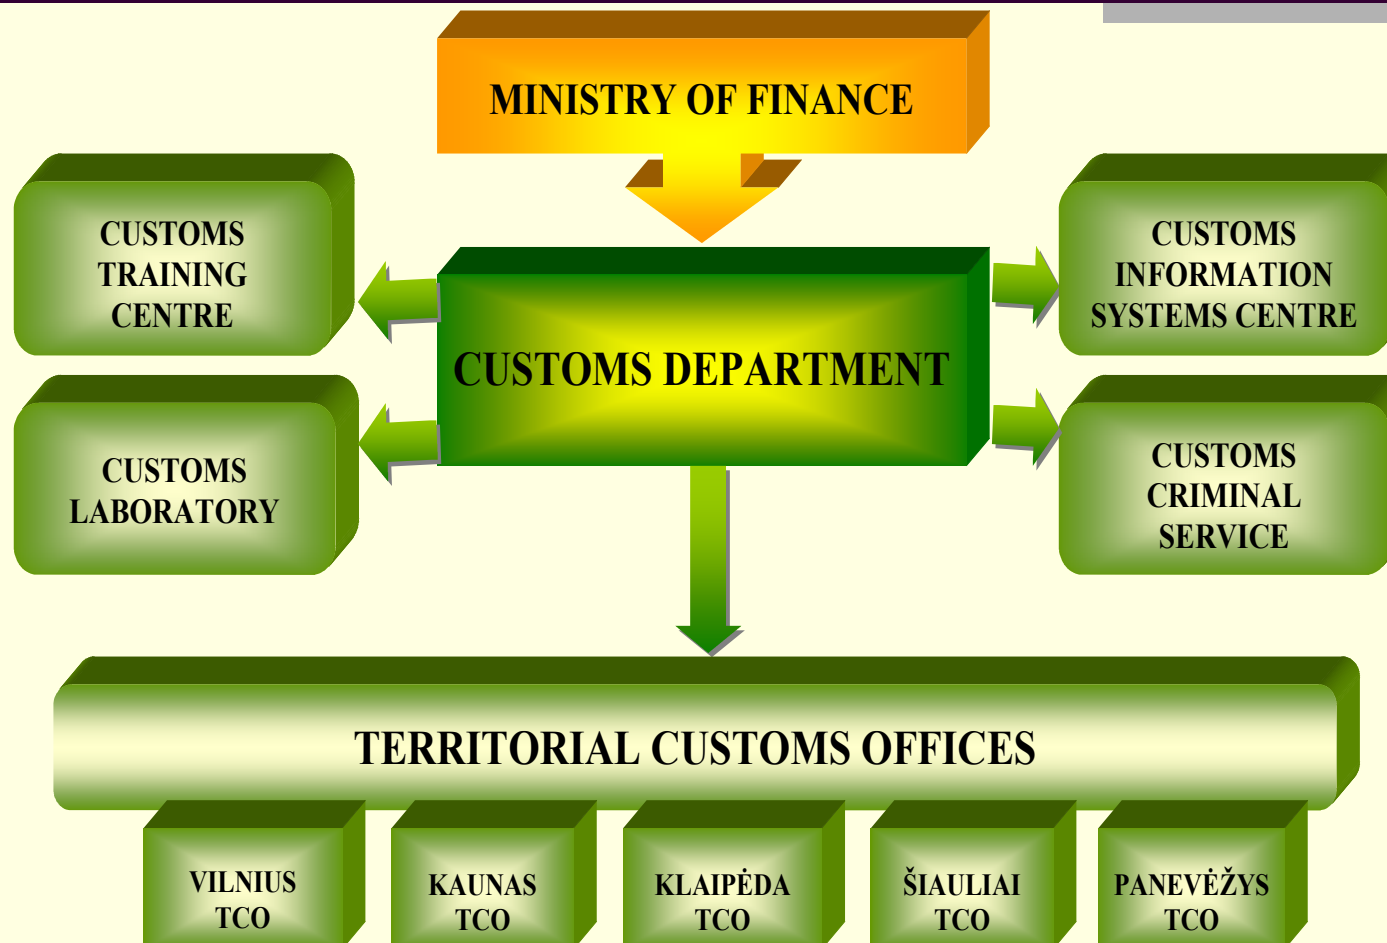 MINISTRY OF FINANCE
CUSTOMS
TRAINING
CENTRE
CUSTOMS
INFORMATION
SYSTEMS CENTRE
CUSTOMS DEPARTMENT
CUSTOMS
LABORATORY
CUSTOMS
CRIMINAL
SERVICE
TERRITORIAL CUSTOMS OFFICES
VILNIUS
TCO
KAUNAS
TCO
KLAIPĖDA
TCO
ŠIAULIAI
TCO
PANEVĖŽYS
TCO